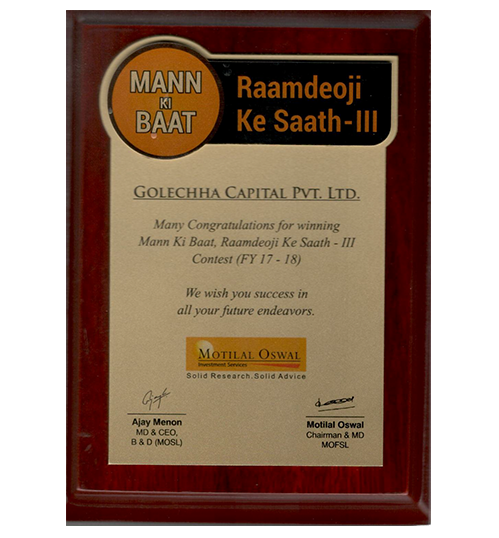 MANN
KI
BAAT
Raamdeoji
Ke Saath-III
GOLECHHA CAPITAL PVT. LTD.
Many Congratulations for winning
Mann Ki Baat, Raamdeoji Ke Saath - III
Contest (FY 17 - 18)
We wish you success in
all your future endeavors.
MOTILAL OSWAL
Investment Services
Solid Research.Solid Advice
Ajay Menon
MD & CEO,
B & D (MOSL)
Motilal Oswal
Chairman & MD
MOFSL